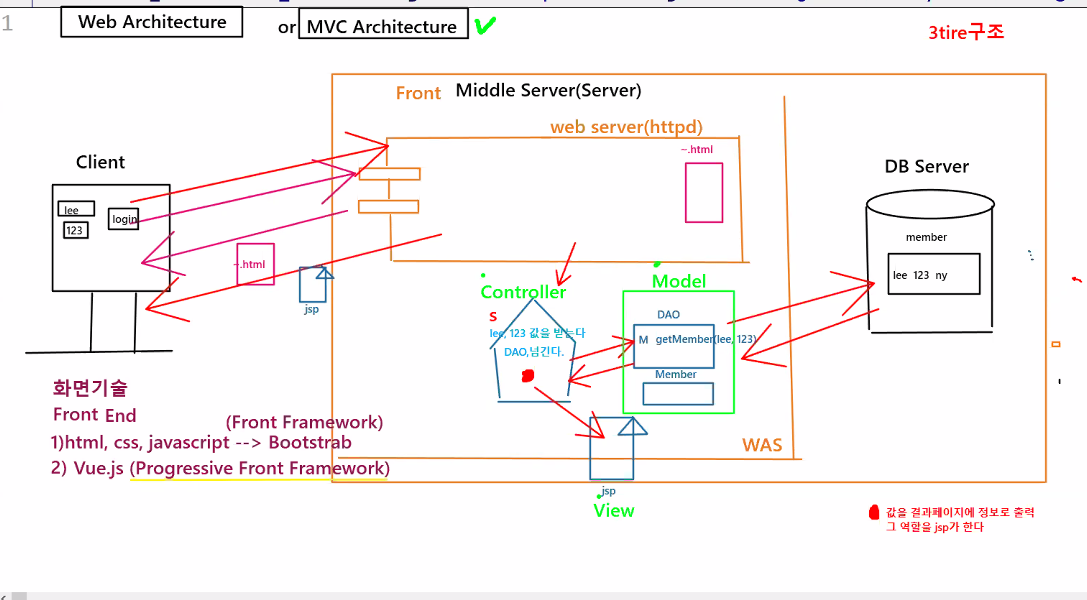 1
Web Architecture
or MVC Architecture
3tire구조
Front Middle Server(Server)
web server(httpd)
~.html
Client
DB Server
lee
123
login
member
lee 123 ny
~.html
jsp
Controller
S
lee, 123 값을 받는다
DAO,넘긴다.
Model
DAO
M getMember(lee, 123)
Member
화면기술
Front End
(Front Framework)
1)html, css, javascript --> Bootstrab
2) Vue.js (Progressive Front Framework)
WAS
jsp
View
값을 결과페이지에 정보로 출력
그 역할을 jsp가 한다